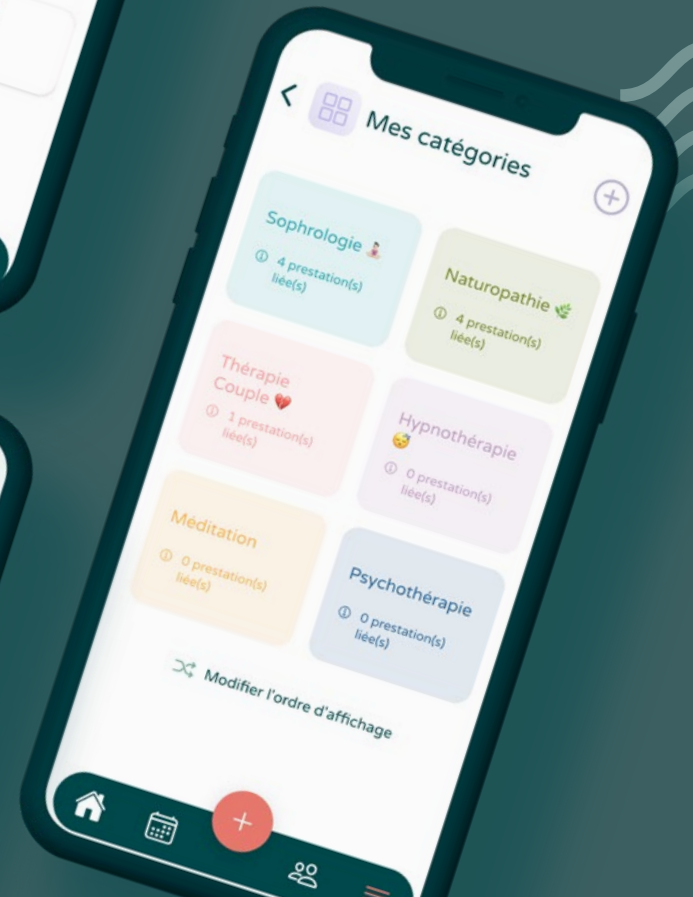 Mes catégories
Sophrologie 🧘🏻
4 prestation(s)
liée(s)
Naturopathie 🌿
4 prestation(s)
liée(s)
Thérapie
Couple 💔
1 prestation(s)
liée(s)
Hypnothérapie
😴
0 prestation(s)
liée(s)
Méditation
0 prestation(s)
liée(s)
Psychothérapie
0 prestation(s)
liée(s)
Modifier l'ordre d'affichage